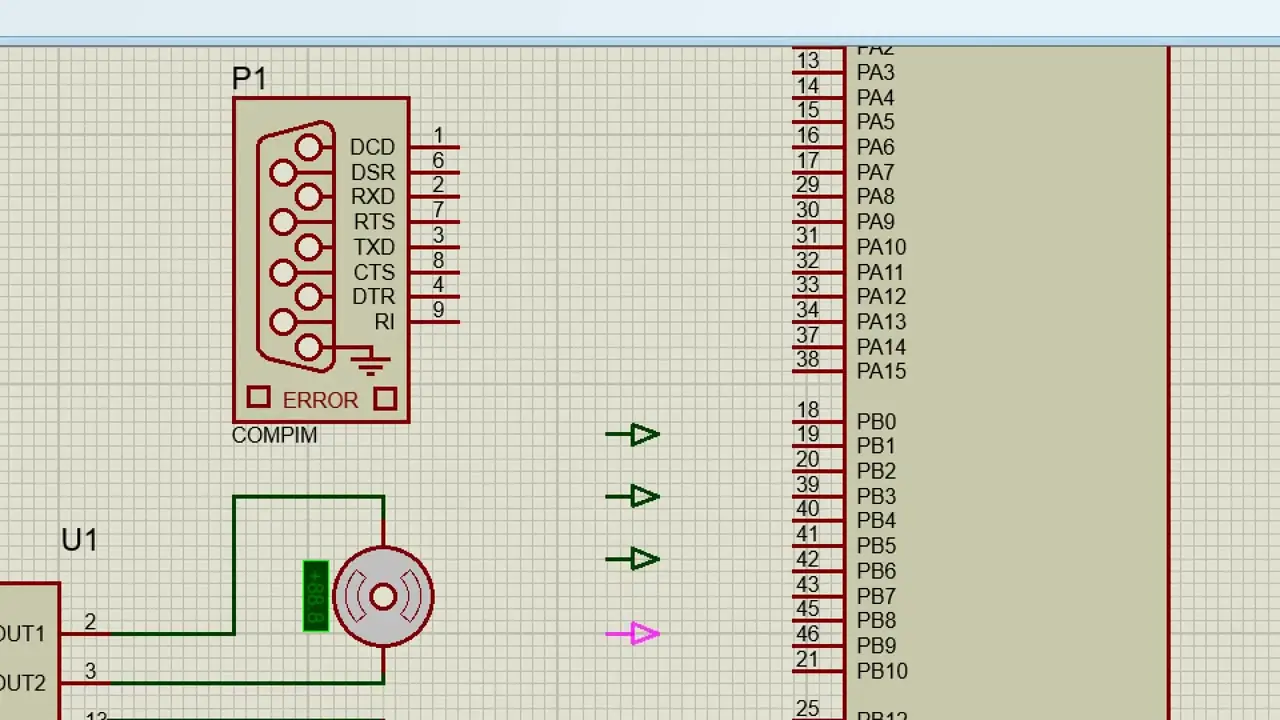 P1
DCD 1
DSR 6
RXD 2
RTS 7
TXD 3
CTS 8
DTR 4
RI 9
ERROR
COMPIM
U1
OUT1 2
OUT2 3
PA2
13 PA3
14 PA4
15 PA5
16 PA6
17 PA7
29 PA8
30 PA9
31 PA10
32 PA11
33 PA12
34 PA13
37 PA14
38 PA15
18 PB0
19 PB1
20 PB2
39 PB3
40 PB4
41 PB5
42 PB6
43 PB7
45 PB8
46 PB9
21 PB10
25 PB12